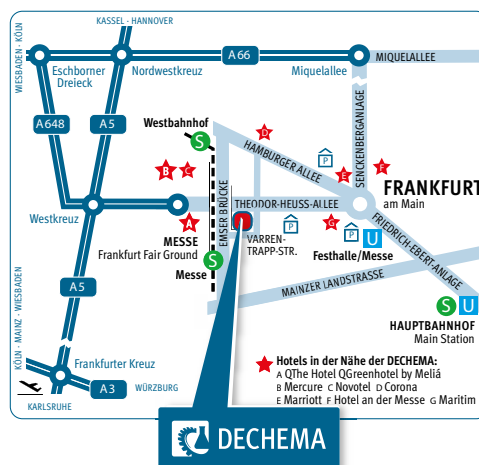 KASSEL - HANNOVER
WIESBADEN - KÖLN
A66
MIQUELALLEE
Eschborner
Dreieck
Nordwestkreuz
Miquelallee
A648
A5
Westbahnhof
S
D
HAMBURGER ALLEE
P
E
F
SENCKENBERGANLAGE
B
C
FRANKFURT
am Main
Westkreuz
A
EMSER BRÜCKE
THEODOR-HEUSS-ALLEE
G
P
P
U
MESSE
Frankfurt Fair Ground
VARREN-
TRAPP-STR.
Festhalle/Messe
FRIEDRICH-EBERT-ANLAGE
Messe
S
A5
MAINZER LANDSTRASSE
S
U
HAUPTBAHNHOF
Main Station
KÖLN - MAINZ - WIESBADEN
Frankfurter Kreuz
A3
WÜRZBURG
KARLSRUHE
Hotels in der Nähe der DECHEMA:
A QThe Hotel QGreenhotel by Meliá
B Mercure C Novotel D Corona
E Marriott F Hotel an der Messe G Maritim
DECHEMA